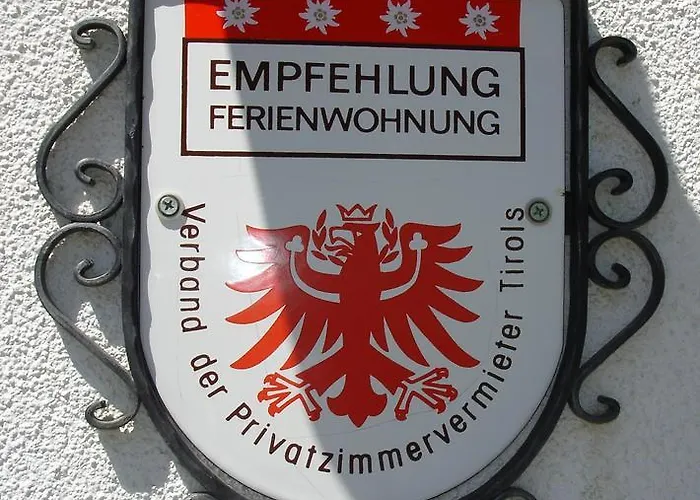 EMPFEHLUNG
FERIENWOHNUNG
Verband der Privatzimmervermieter Tirols